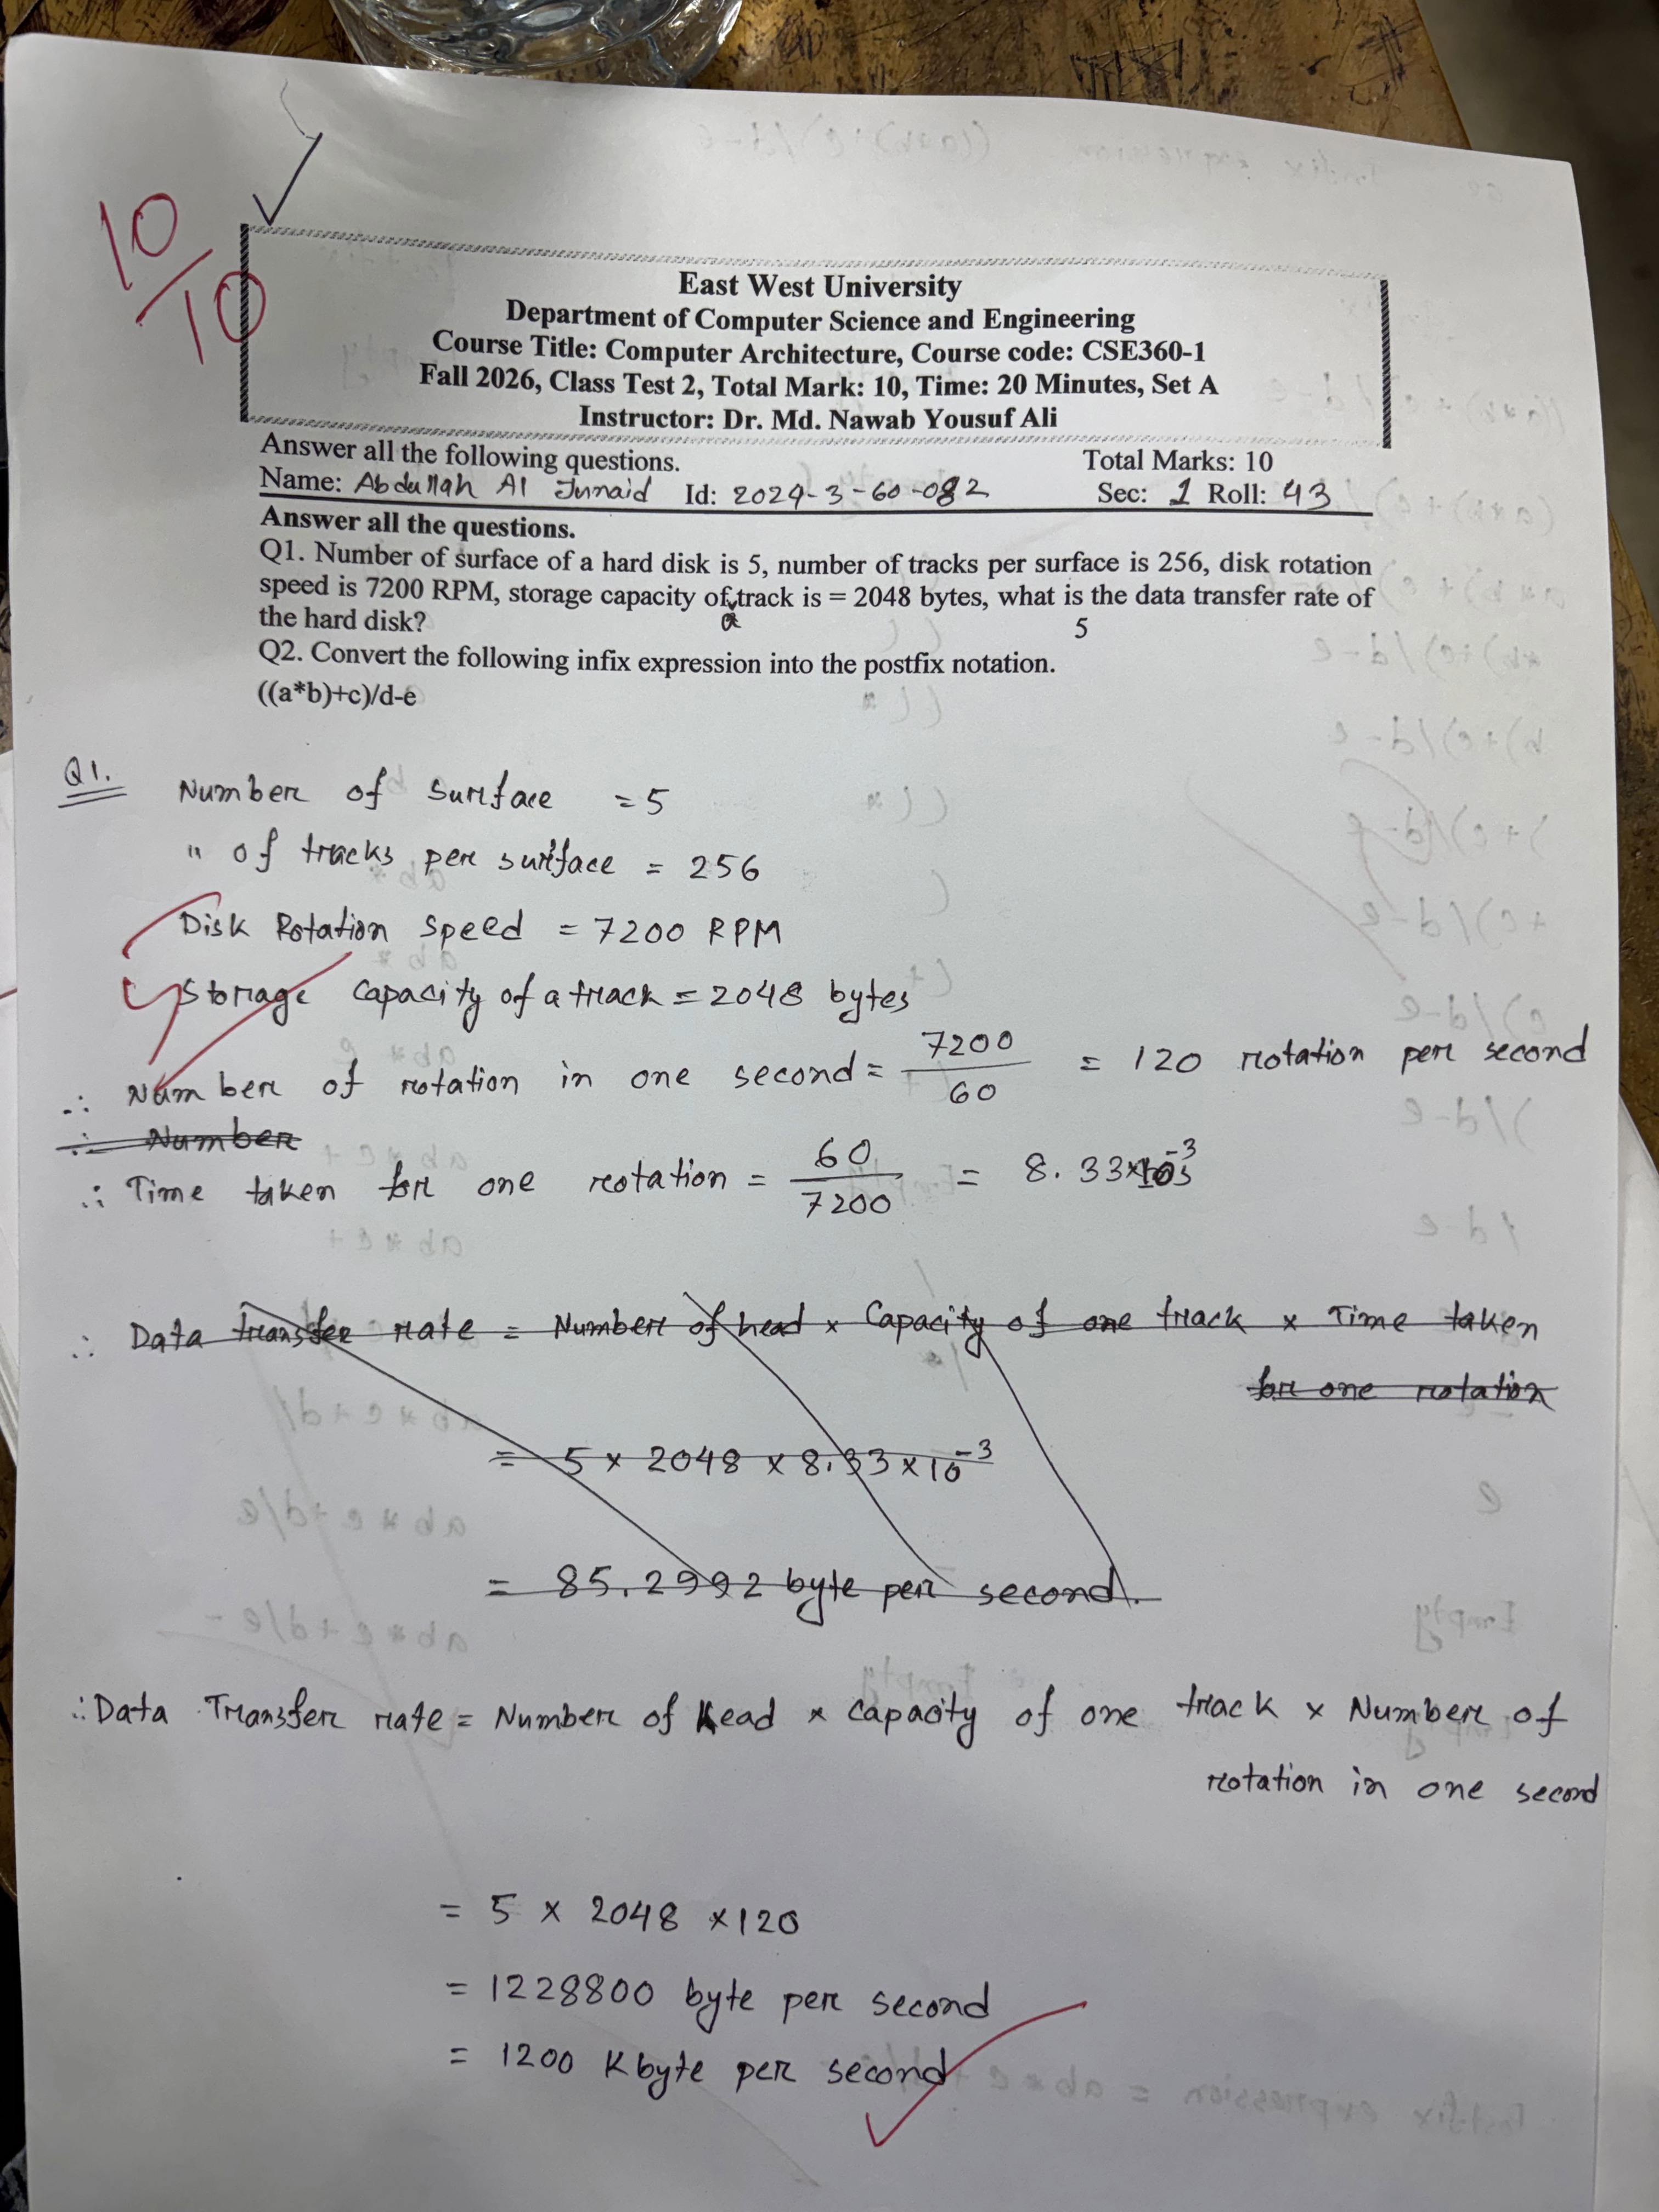 10/10
East West University
Department of Computer Science and Engineering
Course Title: Computer Architecture, Course code: CSE360-1
Fall 2026, Class Test 2, Total Mark: 10, Time: 20 Minutes, Set A
Instructor: Dr. Md. Nawab Yousuf Ali
Answer all the following questions. Total Marks: 10
Name: Abdullah Al Junaid Id: 2024-3-60-082 Sec: 1 Roll: 43
Answer all the questions.
Q1. Number of surface of a hard disk is 5, number of tracks per surface is 256, disk rotation
speed is 7200 RPM, storage capacity of a track is = 2048 bytes, what is the data transfer rate of
the hard disk? 5
Q2. Convert the following infix expression into the postfix notation.
((a*b)+c)/d-e
Q1. Number of surface = 5
" of tracks per surface = 256
Disk Rotation Speed = 7200 RPM
Storage Capacity of a track = 2048 bytes
∴ Number of rotation in one second = 7200/60 = 120 rotation per second
∴ Number
∴ Time taken for one rotation = 60/7200 = 8.33×10⁻³ s
∴ Data transfer rate = Number of head × Capacity of one track × Time taken
for one rotation
= 5 × 2048 × 8.33 × 10⁻³
= 85.2992 byte per second.
∴ Data Transfer rate = Number of head × Capacity of one track × Number of
rotation in one second
= 5 × 2048 × 120
= 1228800 byte per second
= 1200 Kbyte per second